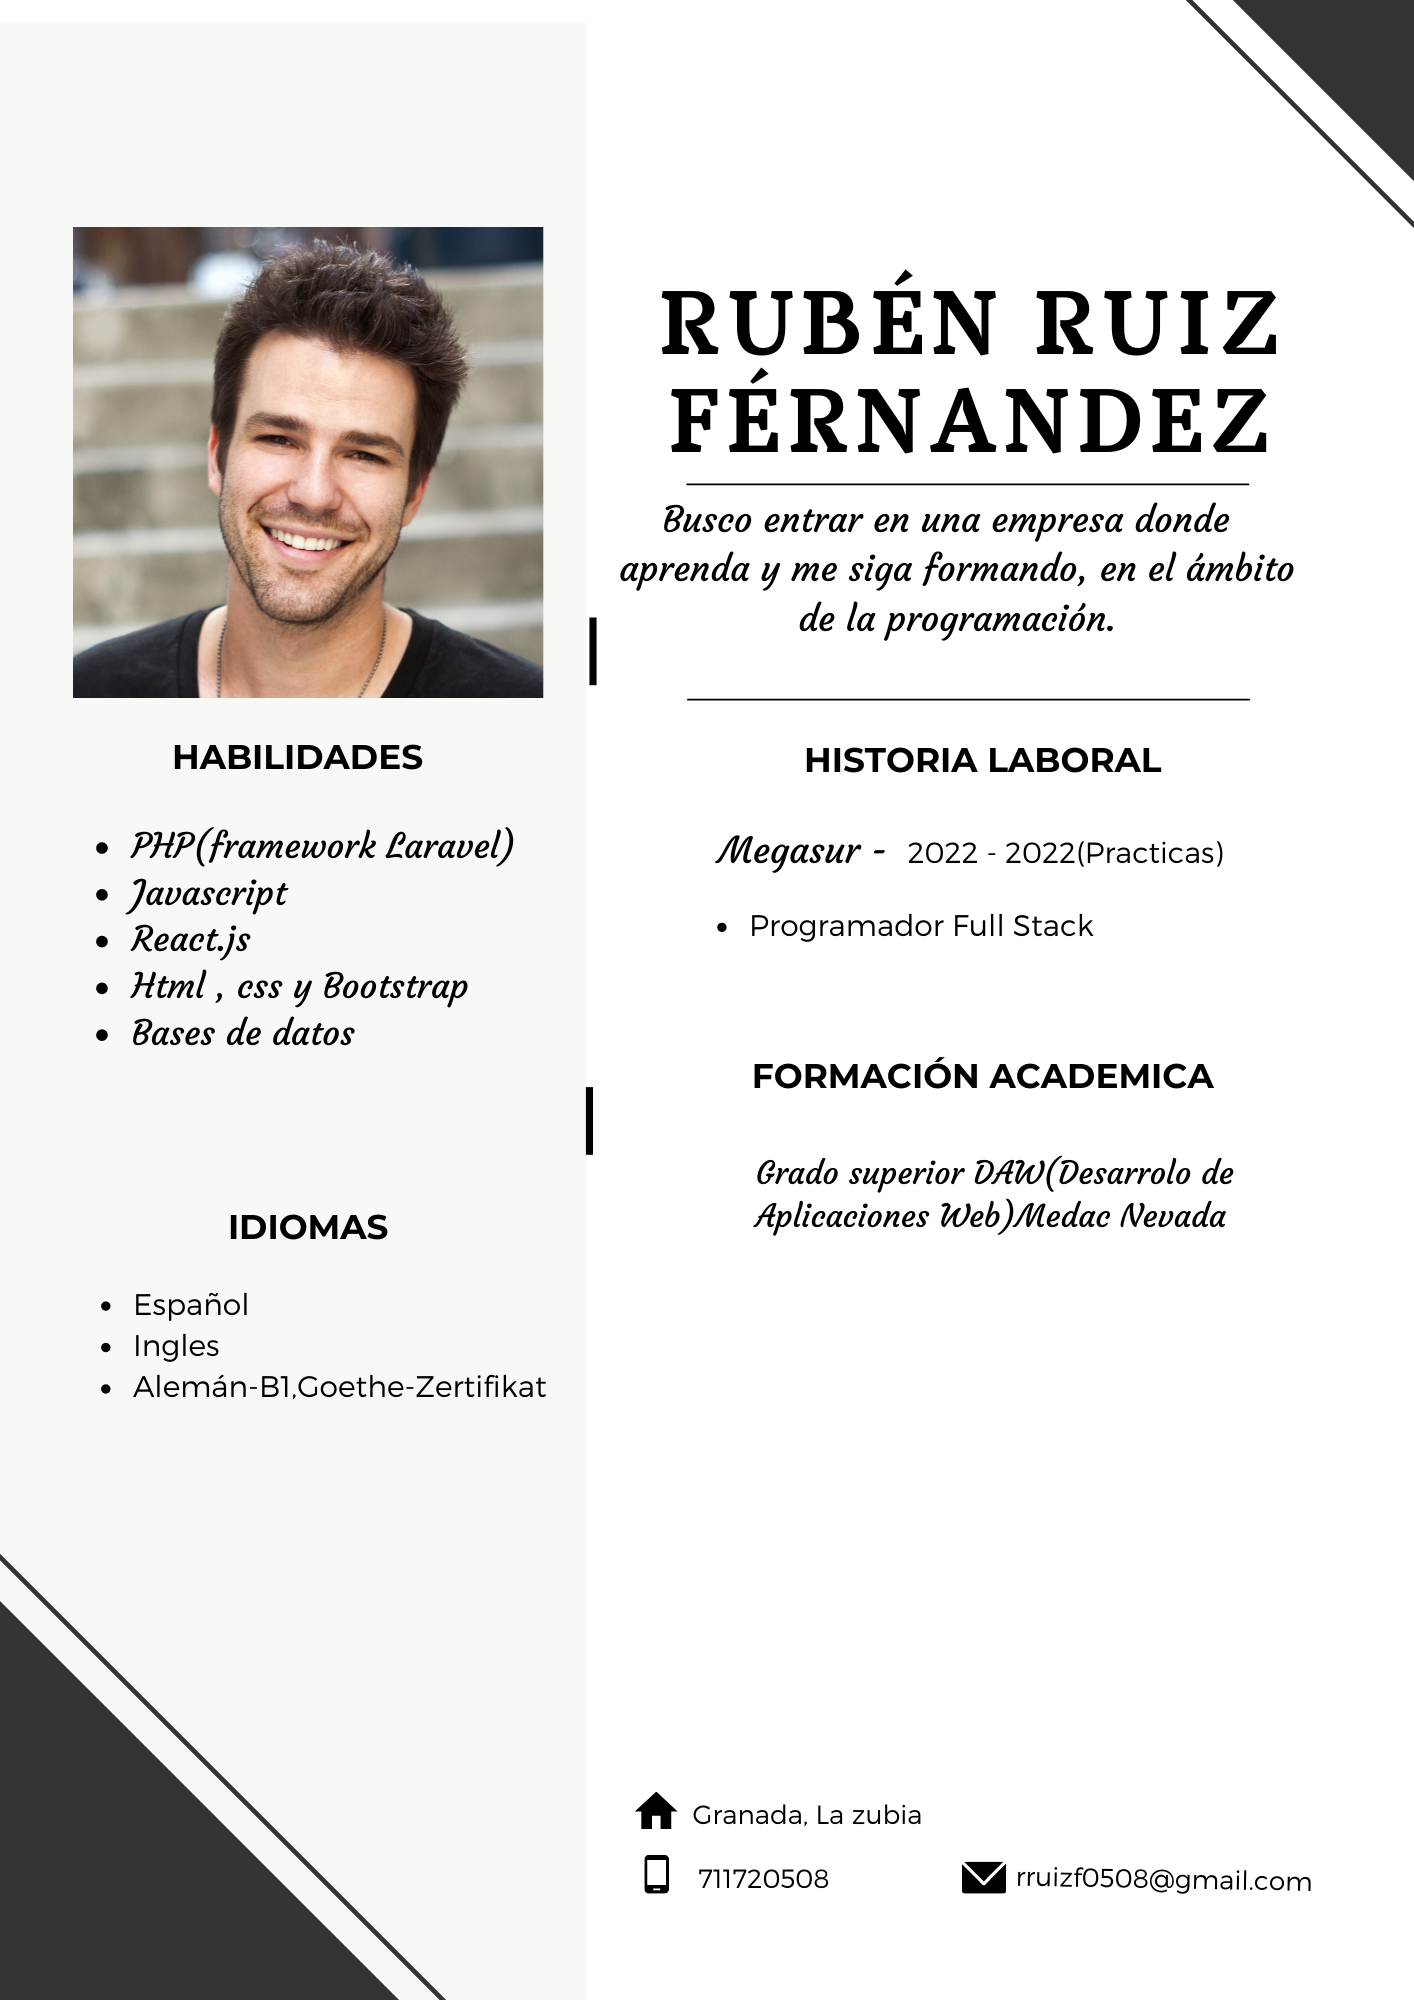 RUBÉN RUIZ
FÉRNANDEZ
Busco entrar en una empresa donde
aprenda y me siga formando, en el ámbito
de la programación.
HABILIDADES
• PHP(framework Laravel)
• Javascript
• React.js
• Html , css y Bootstrap
• Bases de datos
IDIOMAS
• Español
• Ingles
• Alemán-B1,Goethe-Zertifikat
HISTORIA LABORAL
Megasur - 2022 - 2022(Practicas)
• Programador Full Stack
FORMACIÓN ACADEMICA
Grado superior DAW(Desarrolo de
Aplicaciones Web)Medac Nevada
Granada, La zubia
711720508
rruizf0508@gmail.com